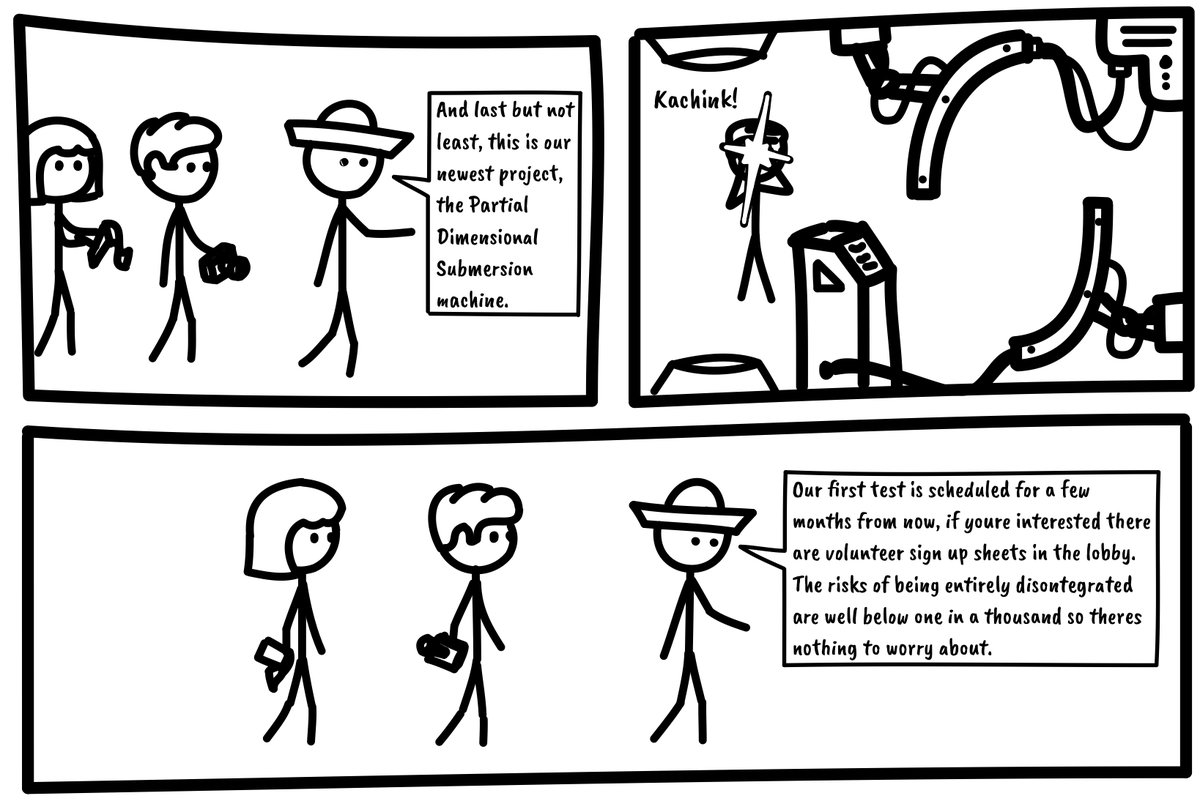 And last but not
least, this is our
newest project,
the Partial
Dimensional
Submersion
machine.
Kachink!
Our first test is scheduled for a few
months from now, if youre interested there
are volunteer sign up sheets in the lobby.
The risks of being entirely disontegrated
are well below one in a thousand so theres
nothing to worry about.